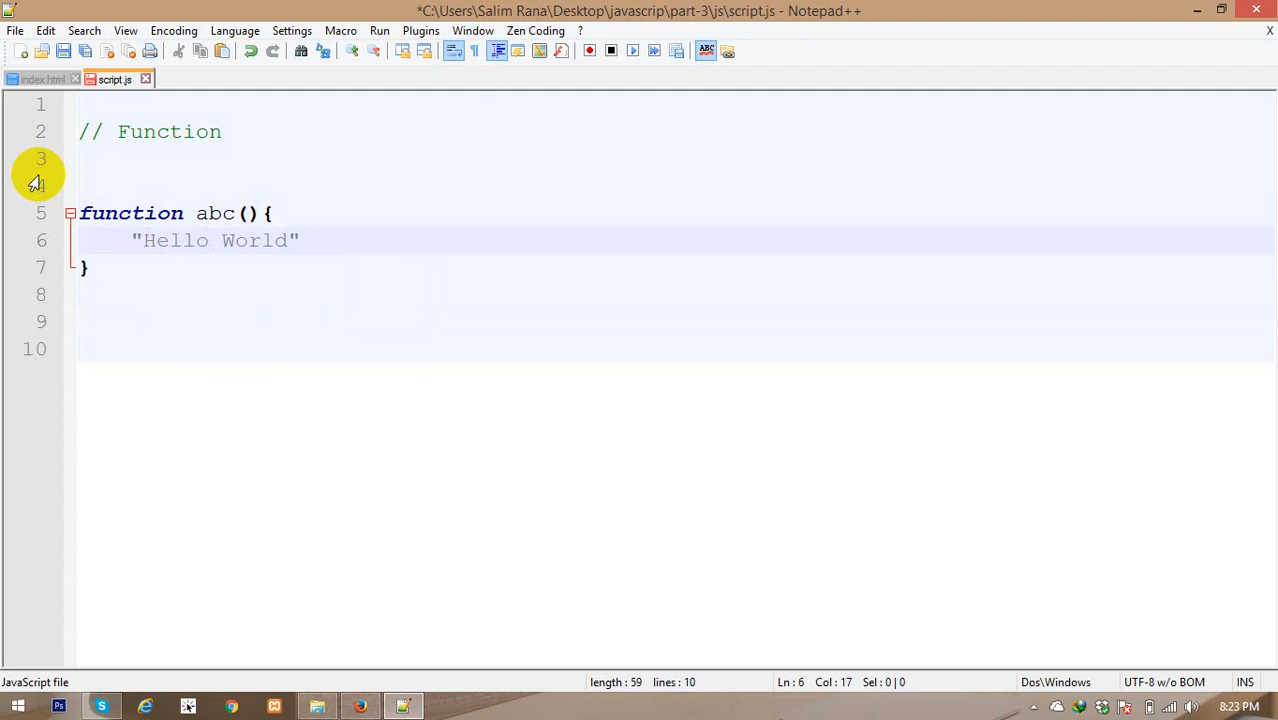 *C:\Users\Salim Rana\Desktop\javascrip\part-3\js\script.js - Notepad++
File Edit Search View Encoding Language Settings Macro Run Plugins Window Zen Coding ? X
index.html script.js
1
2 // Function
3
4
5 function abc(){
6 "Hello World"
7 }
8
9
10
JavaScript file length : 59 lines : 10 Ln : 6 Col : 17 Sel : 0 | 0 Dos\Windows UTF-8 w/o BOM INS
8:23 PM